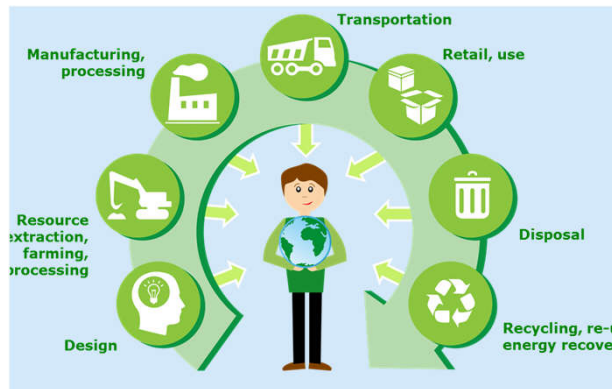 Transportation
Manufacturing,
processing
Retail, use
Resource
extraction,
farming,
processing
Disposal
Design
Recycling, re-u
energy recove